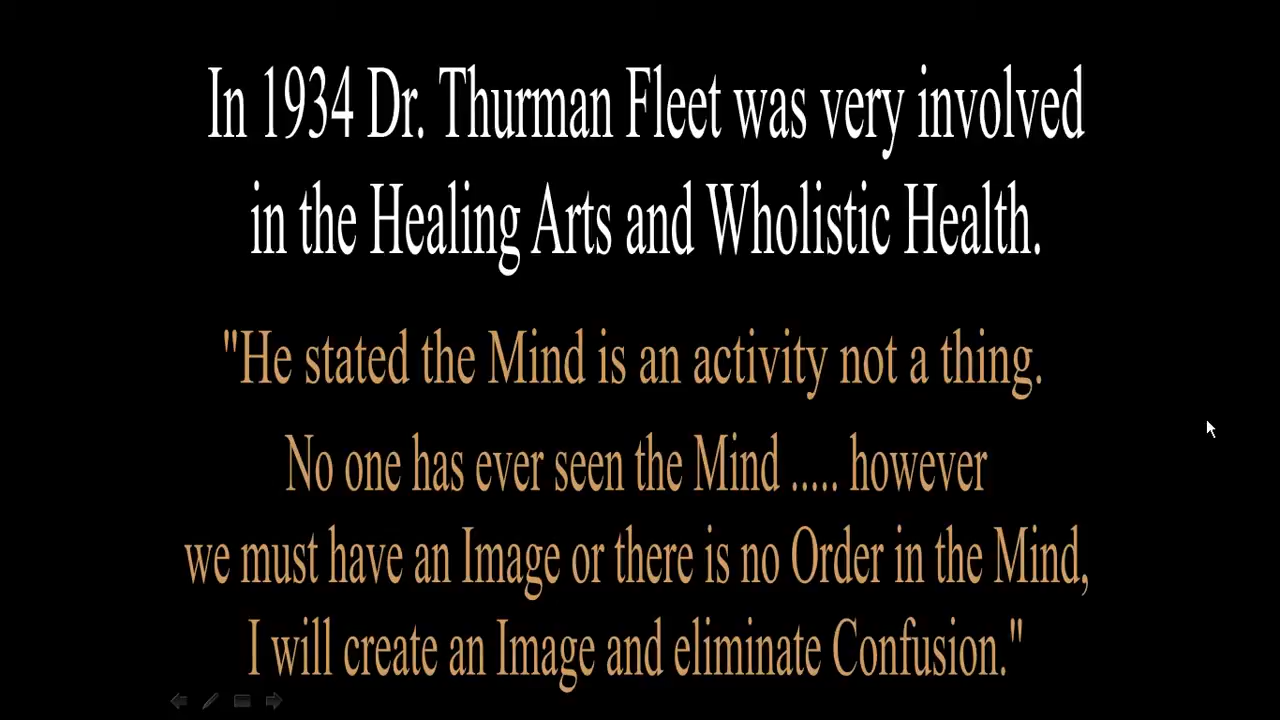 In 1934 Dr. Thurman Fleet was very involved
in the Healing Arts and Wholistic Health.
"He stated the Mind is an activity not a thing.
No one has ever seen the Mind ..... however
we must have an Image or there is no Order in the Mind,
I will create an Image and eliminate Confusion."